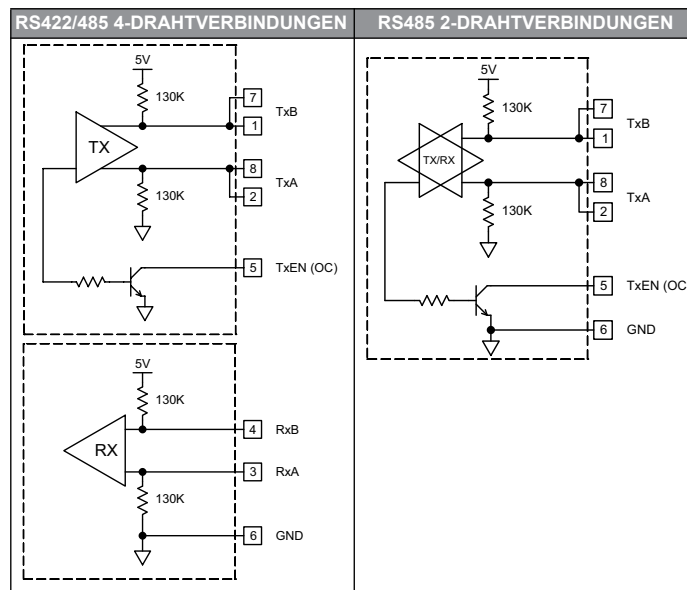 RS422/485 4-DRAHTVERBINDUNGEN
5V
130K
7
TxB
1
TX
8
TxA
130K
2
5 TxEN (OC)
5V
130K
RX
4 RxB
3 RxA
130K
6 GND
RS485 2-DRAHTVERBINDUNGEN
5V
130K
7
TxB
1
TX/RX
8
TxA
130K
2
5 TxEN (OC
6 GND